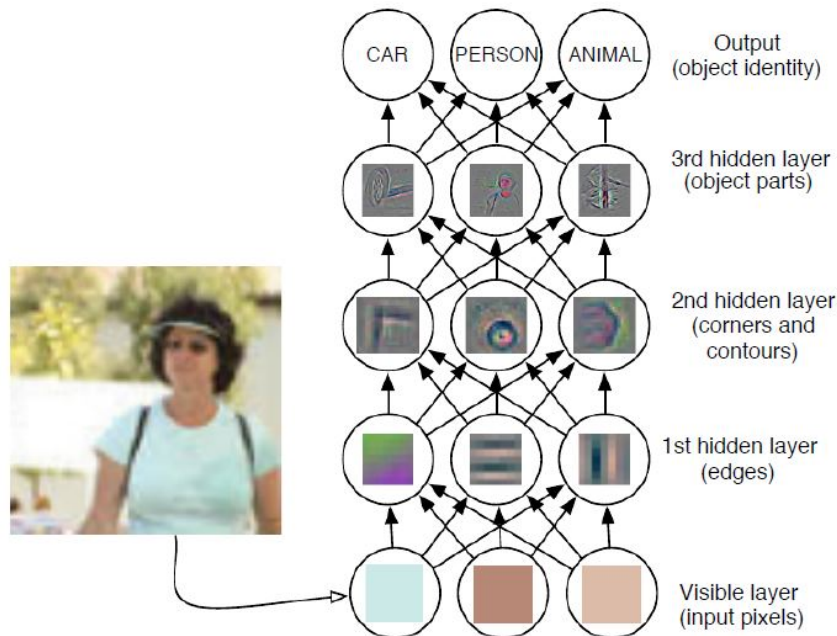 CAR PERSON ANIMAL
Output
(object identity)
3rd hidden layer
(object parts)
2nd hidden layer
(corners and
contours)
1st hidden layer
(edges)
Visible layer
(input pixels)